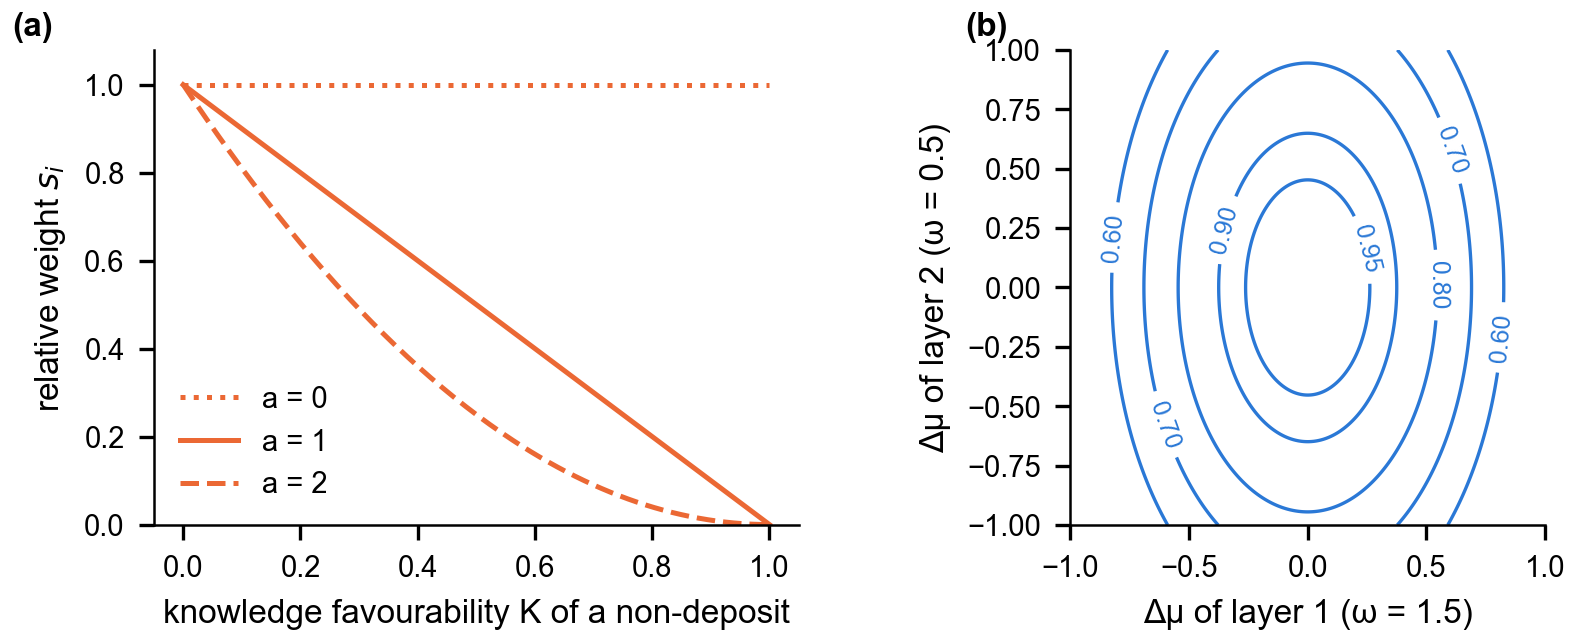 (a)
relative weight sᵢ
1.0
0.8
0.6
0.4
0.2
0.0
a = 0
a = 1
a = 2
0.0 0.2 0.4 0.6 0.8 1.0
knowledge favourability K of a non-deposit
(b)
Δµ of layer 2 (ω = 0.5)
1.00
0.75
0.50
0.25
0.00
−0.25
−0.50
−0.75
−1.00
0.70
0.60
0.90
0.95
0.80
0.60
0.70
−1.0 −0.5 0.0 0.5 1.0
Δµ of layer 1 (ω = 1.5)